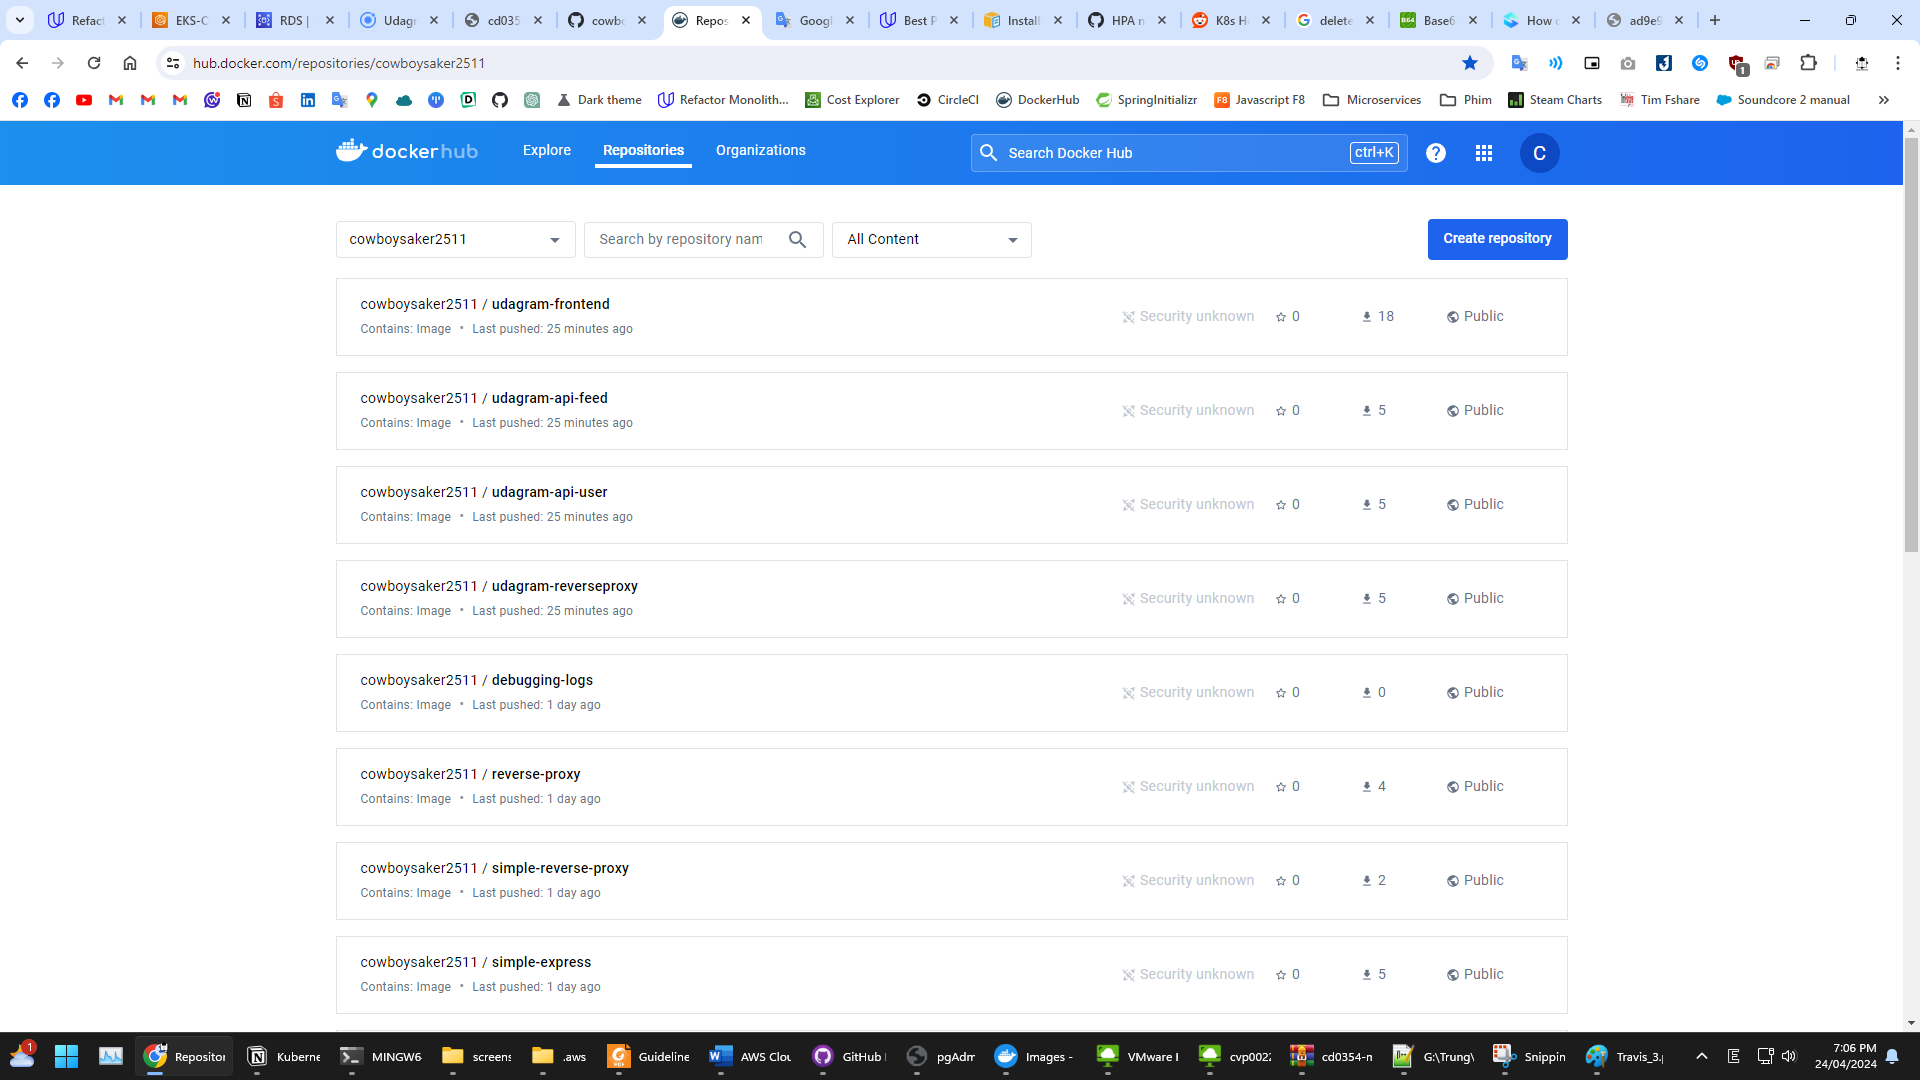 Refact
EKS-C
RDS |
Udagr
cd035
cowbo
Repos
Googl
Best P
Install
HPA n
K8s H
delete
Base6
How
ad9e9
hub.docker.com/repositories/cowboysaker2511
1
Dark theme
Refactor Monolith...
Cost Explorer
CircleCI
DockerHub
SpringInitializr
Javascript F8
Microservices
Phim
Steam Charts
Tim Fshare
Soundcore 2 manual
dockerhub
Explore
Repositories
Organizations
Search Docker Hub
ctrl+K
C
cowboysaker2511
Search by repository nam
All Content
Create repository
cowboysaker2511 / udagram-frontend
Contains: Image • Last pushed: 25 minutes ago
Security unknown
0
18
Public
cowboysaker2511 / udagram-api-feed
Contains: Image • Last pushed: 25 minutes ago
Security unknown
0
5
Public
cowboysaker2511 / udagram-api-user
Contains: Image • Last pushed: 25 minutes ago
Security unknown
0
5
Public
cowboysaker2511 / udagram-reverseproxy
Contains: Image • Last pushed: 25 minutes ago
Security unknown
0
5
Public
cowboysaker2511 / debugging-logs
Contains: Image • Last pushed: 1 day ago
Security unknown
0
0
Public
cowboysaker2511 / reverse-proxy
Contains: Image • Last pushed: 1 day ago
Security unknown
0
4
Public
cowboysaker2511 / simple-reverse-proxy
Contains: Image • Last pushed: 1 day ago
Security unknown
0
2
Public
cowboysaker2511 / simple-express
Contains: Image • Last pushed: 1 day ago
Security unknown
0
5
Public
1
Repositor
Kuberne
MINGW6
screens
.aws
Guideline
AWS Clou
GitHub
pgAdm
Images -
VMware
cvp002
cd0354-m
G:\Trung\
Snippin
Travis_3.
7:06 PM
24/04/2024